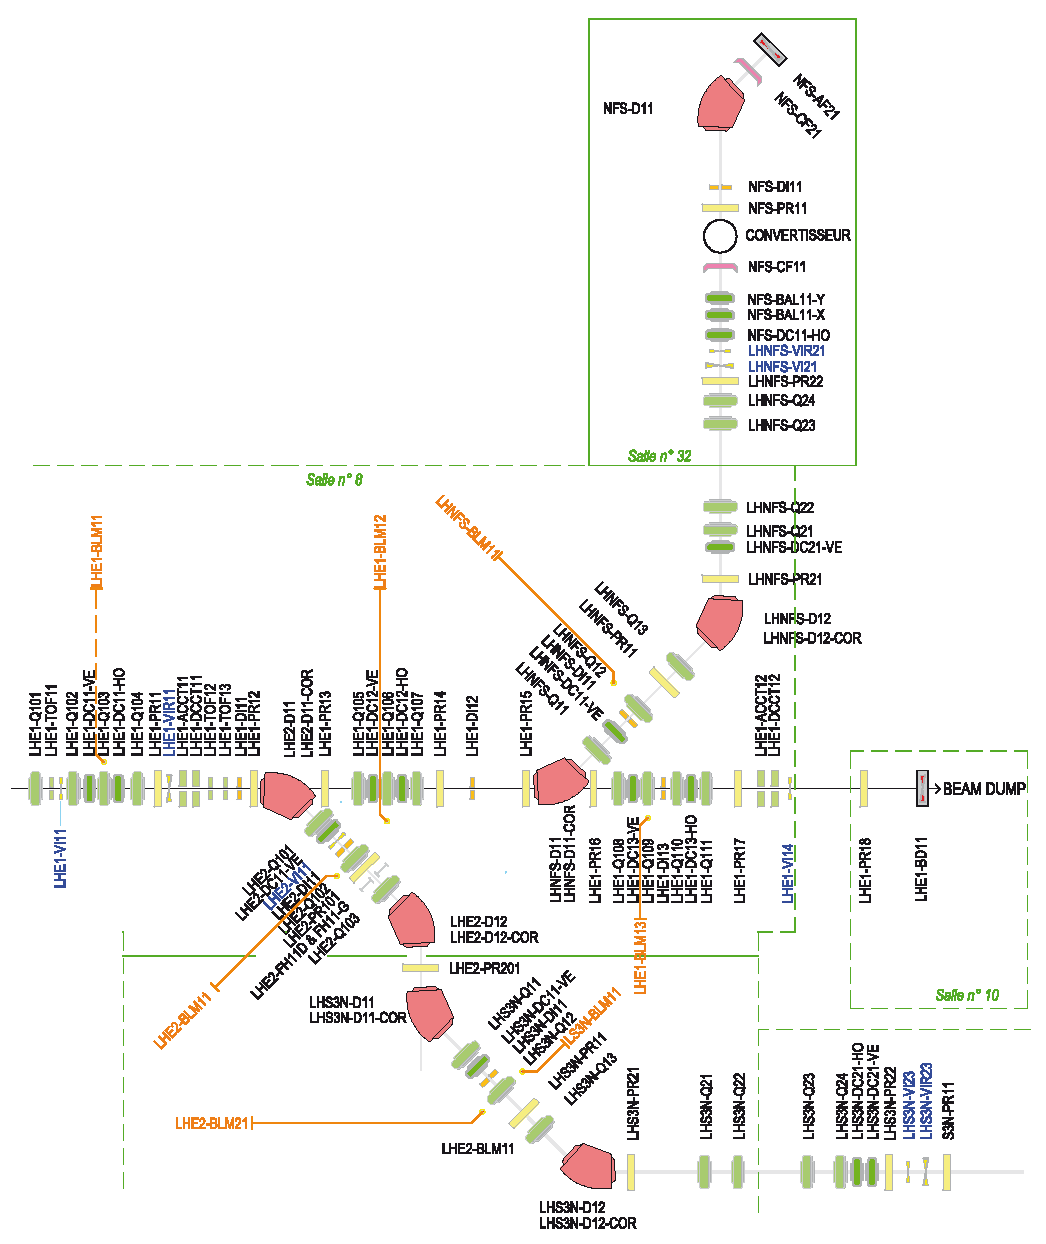 NFS-AF21
NFS-CF21
NFS-D11
NFS-DI11
NFS-PR11
CONVERTISSEUR
NFS-CF11
NFS-BAL11-Y
NFS-BAL11-X
NFS-DC11-HO
LHNFS-VIR21
LHNFS-VI21
LHNFS-PR22
LHNFS-Q24
LHNFS-Q23
Salle n° 32
Salle n° 8
LHNFS-Q22
LHNFS-Q21
LHNFS-DC21-VE
LHNFS-PR21
LHNFS-D12
LHNFS-D12-COR
LHE1-BLM11
LHE1-BLM12
LHNFS-BLM11
LHNFS-Q13
LHNFS-PR11
LHNFS-Q12
LHNFS-DI11
LHNFS-DC11-VE
LHNFS-Q11
LHE1-Q101
LHE1-TOF11
LHE1-Q102
LHE1-DC11-VE
LHE1-Q103
LHE1-DC11-HO
LHE1-Q104
LHE1-PR11
LHE1-VIR11
LHE1-ACCT11
LHE1-DCCT11
LHE1-TOF12
LHE1-TOF13
LHE1-DI11
LHE1-PR12
LHE2-D11
LHE2-D11-COR
LHE1-PR13
LHE1-Q105
LHE1-DC12-VE
LHE1-Q106
LHE1-DC12-HO
LHE1-Q107
LHE1-PR14
LHE1-DI12
LHE1-PR15
LHE1-ACCT12
LHE1-DCCT12
BEAM DUMP
LHE1-VI11
LHNFS-D11
LHNFS-D11-COR
LHE1-PR16
LHE1-Q108
LHE1-DC13-VE
LHE1-Q109
LHE1-DI13
LHE1-Q110
LHE1-DC13-HO
LHE1-Q111
LHE1-PR17
LHE1-VI14
LHE1-PR18
LHE1-BD11
LHE1-BLM13
LHE2-Q101
LHE2-DC11-VE
LHE2-VI11
LHE2-DI11
LHE2-Q102
LHE2-PR101
LHE2-FH11D & FH11-G
LHE2-Q103
LHE2-BLM11
LHE2-D12
LHE2-D12-COR
LHE2-PR201
Salle n° 10
LHS3N-D11
LHS3N-D11-COR
LHS3N-Q11
LHS3N-DC11-VE
LHS3N-DI11
LHS3N-Q12
LS3N-BLM11
LHS3N-PR11
LHS3N-Q13
LHE2-BLM21
LHE2-BLM11
LHS3N-PR21
LHS3N-Q21
LHS3N-Q22
LHS3N-Q23
LHS3N-Q24
LHS3N-DC21-HO
LHS3N-DC21-VE
LHS3N-PR22
LHS3N-VI23
LHS3N-VIR23
S3N-PR11
LHS3N-D12
LHS3N-D12-COR